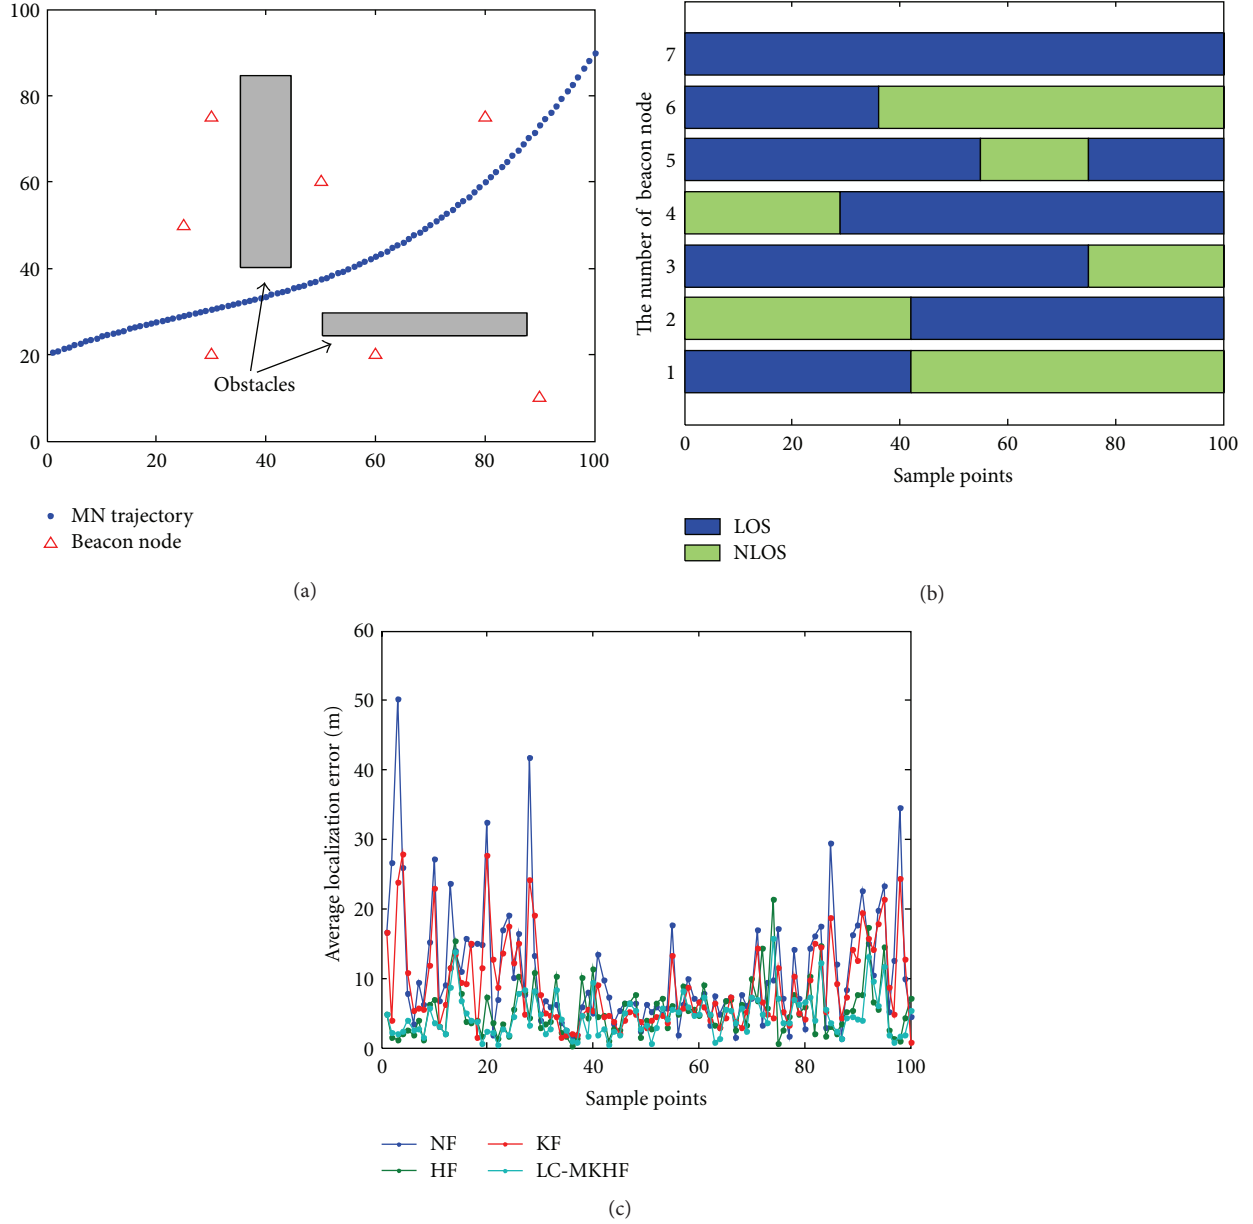 100
80
60
40
20
0
Obstacles
0 20 40 60 80 100
MN trajectory
Beacon node
(a)
The number of beacon node
7
6
5
4
3
2
1
0 20 40 60 80 100
Sample points
LOS
NLOS
(b)
Average localization error (m)
60
50
40
30
20
10
0
0 20 40 60 80 100
Sample points
NF KF
HF LC-MKHF
(c)